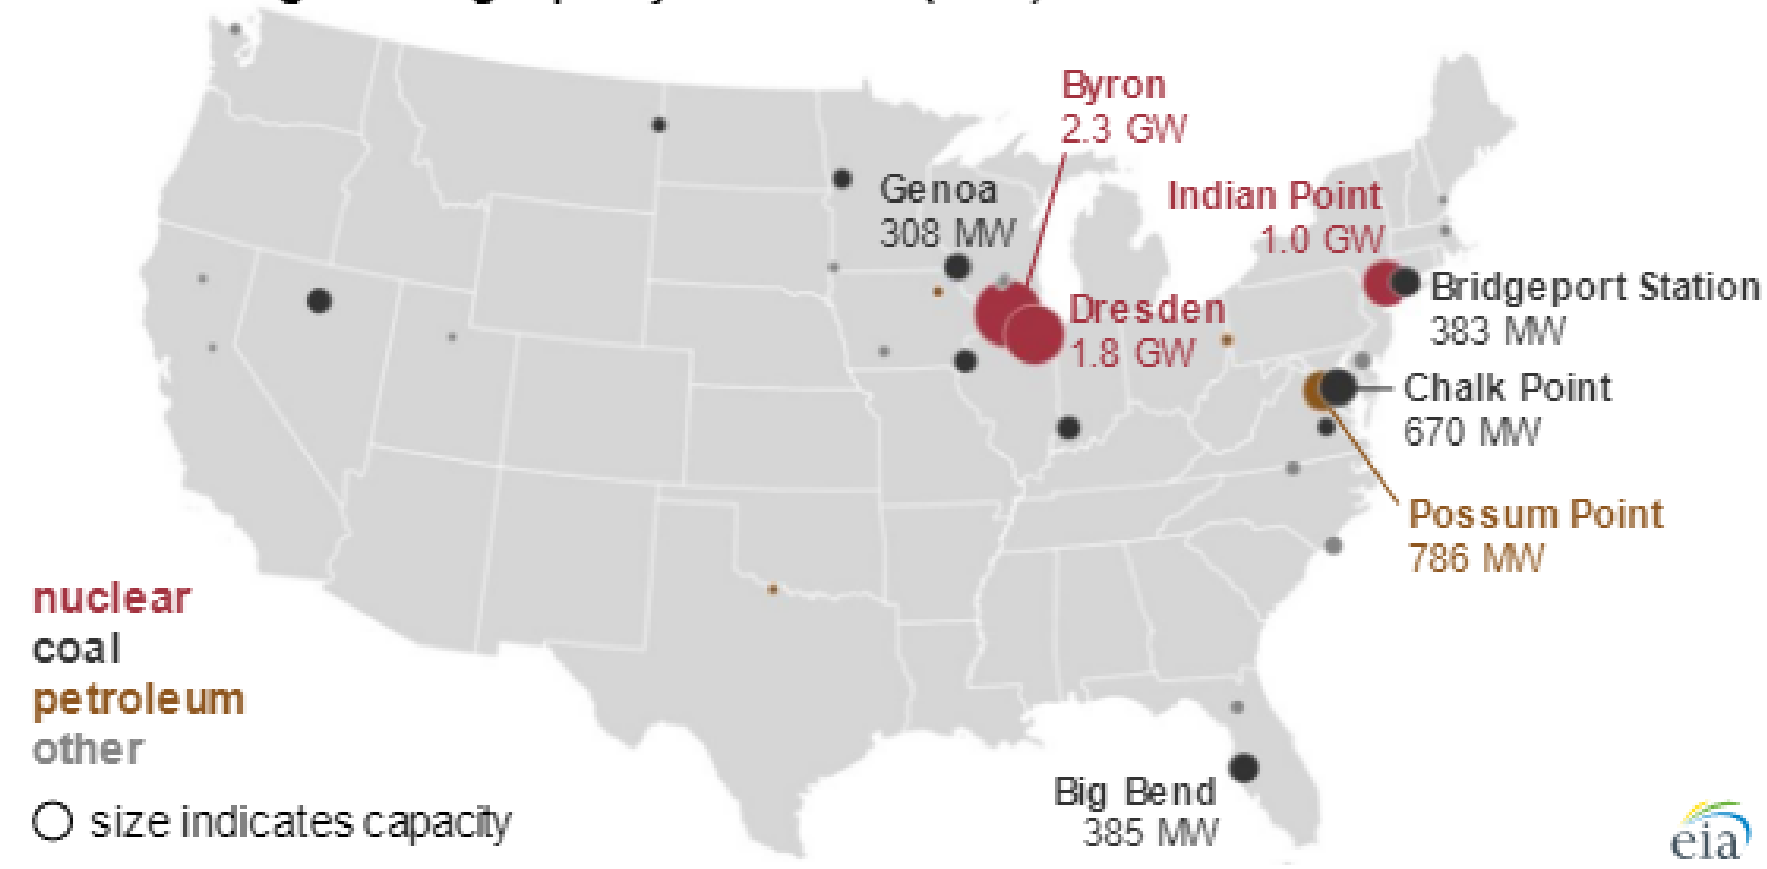 Byron
2.3 GW
Genoa
308 MW
Indian Point
1.0 GW
Bridgeport Station
383 MW
Dresden
1.8 GW
Chalk Point
670 MW
Possum Point
786 MW
nuclear
coal
petroleum
other
size indicates capacity
Big Bend
385 MW
eia